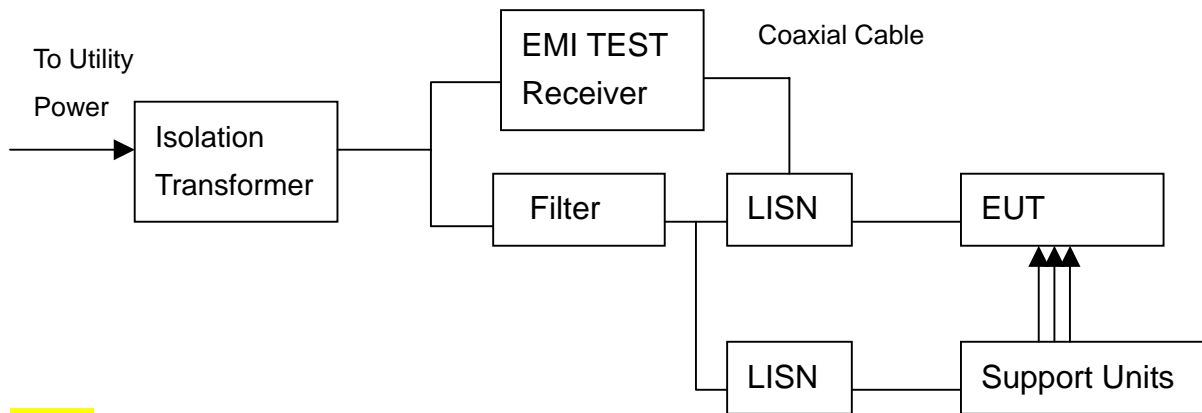 To Utility
Power
Isolation
Transformer
EMI TEST
Receiver
Coaxial Cable
Filter
LISN
EUT
LISN
Support Units